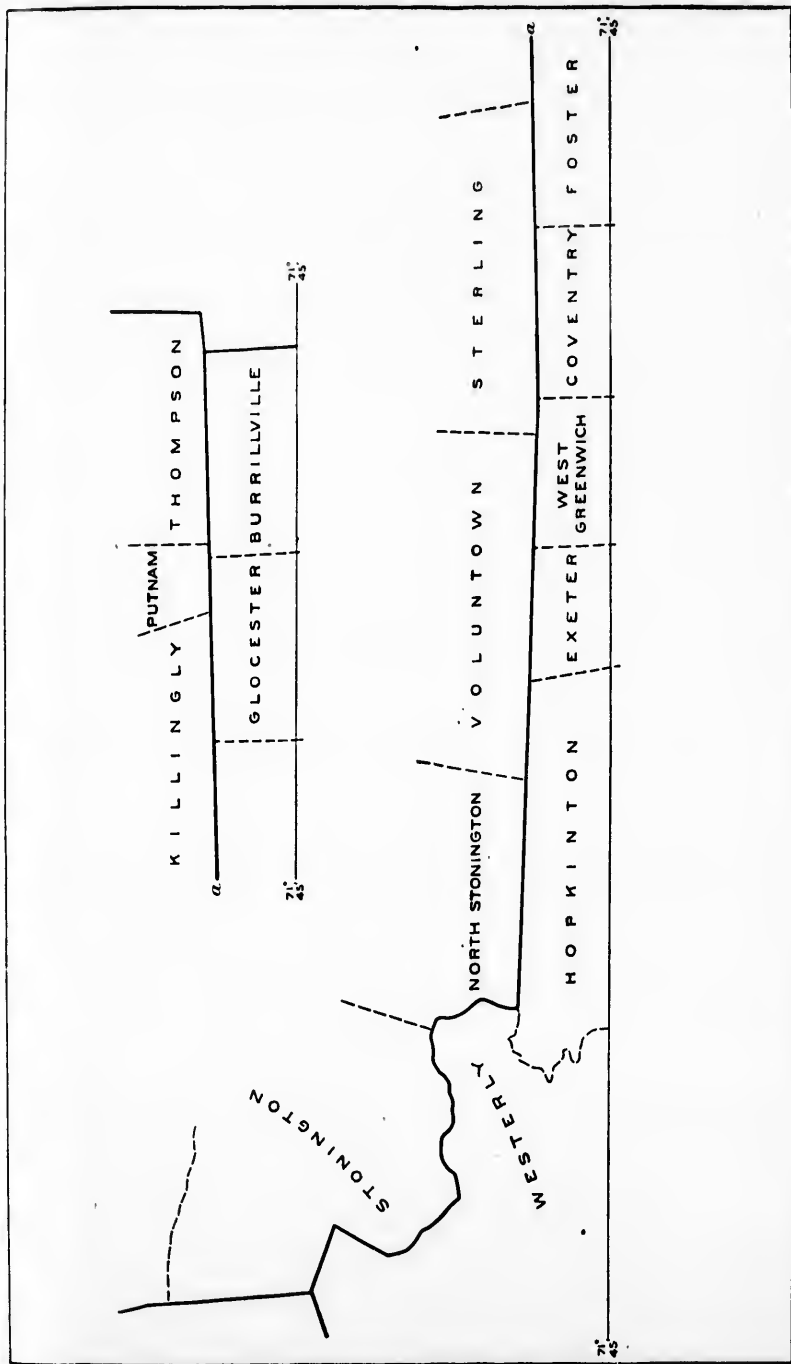 KILLINGLY
PUTNAM
THOMPSON
a
GLOCESTER
BURRILLVILLE
71°
45'
71°
45'
STONINGTON
NORTH STONINGTON
VOLUNTOWN
STERLING
a
WESTERLY
HOPKINTON
EXETER
WEST
GREENWICH
COVENTRY
FOSTER
71°
45'
71°
45'